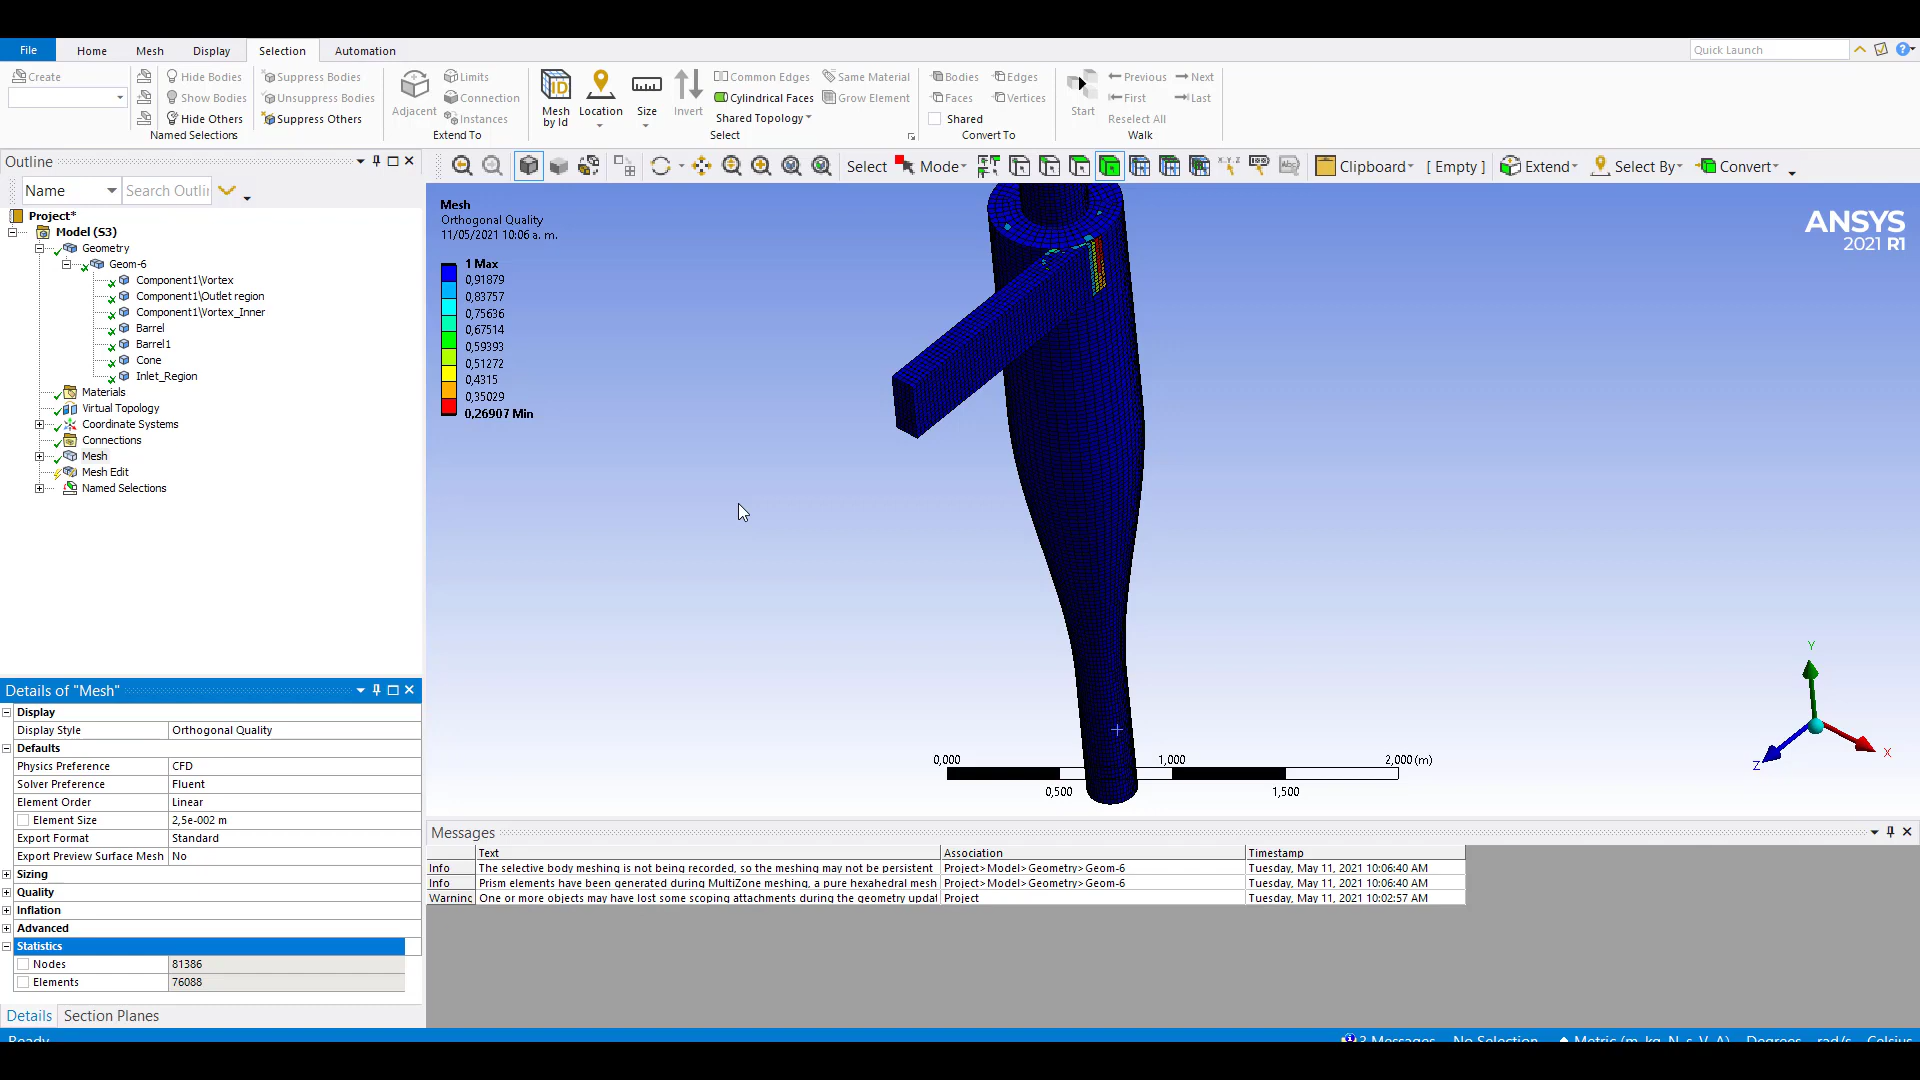 File Home Mesh Display Selection Automation Quick Launch
Create Hide Bodies Suppress Bodies Limits Common Edges Same Material Bodies Edges Previous Next
Show Bodies Unsuppress Bodies Adjacent Connection Mesh by Id Location Size Invert Cylindrical Faces Grow Element Faces Vertices Start First Last
Hide Others Suppress Others Instances Shared Topology Shared Reselect All
Named Selections Extend To Select Convert To Walk
Outline
Name Search Outlin
Select Mode Clipboard [ Empty ] Extend Select By Convert
Project*
Model (S3)
Geometry
Geom-6
Component1\Vortex
Component1\Outlet region
Component1\Vortex_Inner
Barrel
Barrel1
Cone
Inlet_Region
Materials
Virtual Topology
Coordinate Systems
Connections
Mesh
Mesh Edit
Named Selections
Mesh
Orthogonal Quality
11/05/2021 10:06 a. m.
1 Max
0,91879
0,83757
0,75636
0,67514
0,59393
0,51272
0,4315
0,35029
0,26907 Min
ANSYS
2021 R1
Y
X
Z
0,000 1,000 2,000 (m)
0,500 1,500
Details of "Mesh"
Display
Display Style Orthogonal Quality
Defaults
Physics Preference CFD
Solver Preference Fluent
Element Order Linear
Element Size 2,5e-002 m
Export Format Standard
Export Preview Surface Mesh No
Sizing
Quality
Inflation
Advanced
Statistics
Nodes 81386
Elements 76088
Details Section Planes
Messages
Text Association Timestamp
Info The selective body meshing is not being recorded, so the meshing may not be persistent Project>Model>Geometry>Geom-6 Tuesday, May 11, 2021 10:06:40 AM
Info Prism elements have been generated during MultiZone meshing, a pure hexahedral mesh Project>Model>Geometry>Geom-6 Tuesday, May 11, 2021 10:06:40 AM
Warninc One or more objects may have lost some scoping attachments during the geometry updat Project Tuesday, May 11, 2021 10:02:57 AM
Ready 3 Messages No Selection Metric (m, kg, N, s, V, A) Degrees rad/s Celsius